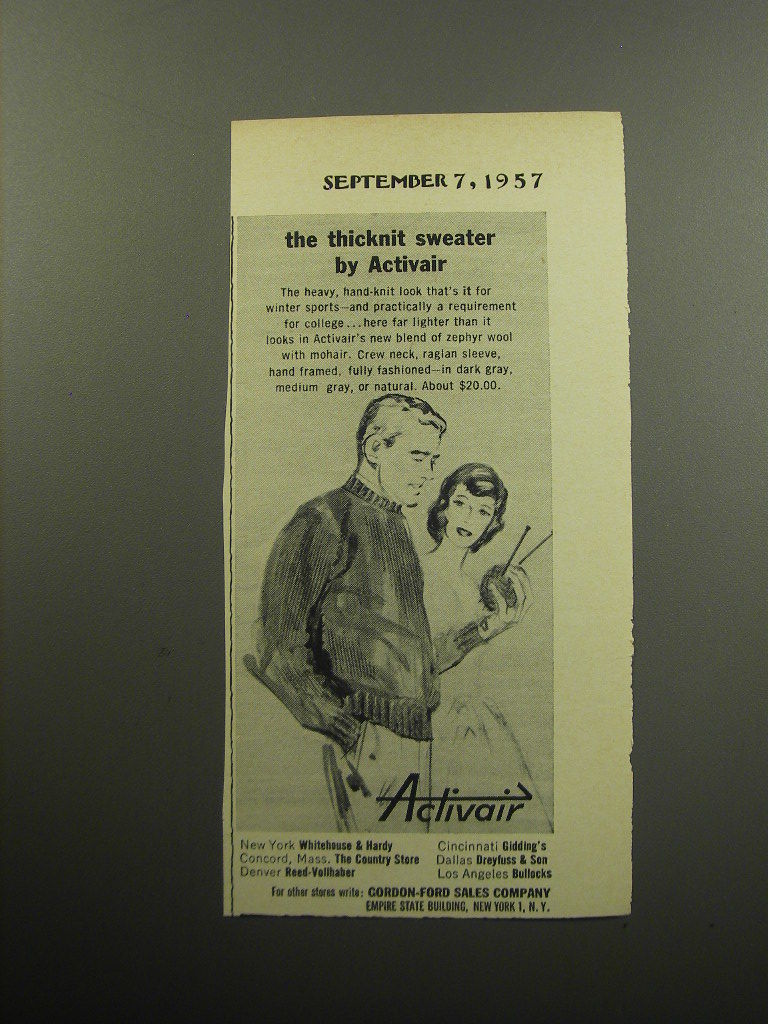 SEPTEMBER 7, 1957
the thicknit sweater
by Activair
The heavy, hand-knit look that's it for
winter sports—and practically a requirement
for college...here far lighter than it
looks in Activair's new blend of zephyr wool
with mohair. Crew neck, raglan sleeve,
hand framed, fully fashioned—in dark gray,
medium gray, or natural. About $20.00.
Activair
New York Whitehouse & Hardy
Concord, Mass. The Country Store
Denver Reed-Vollhaber
Cincinnati Gidding's
Dallas Dreyfuss & Son
Los Angeles Bullocks
For other stores write: GORDON-FORD SALES COMPANY
EMPIRE STATE BUILDING, NEW YORK 1, N. Y.